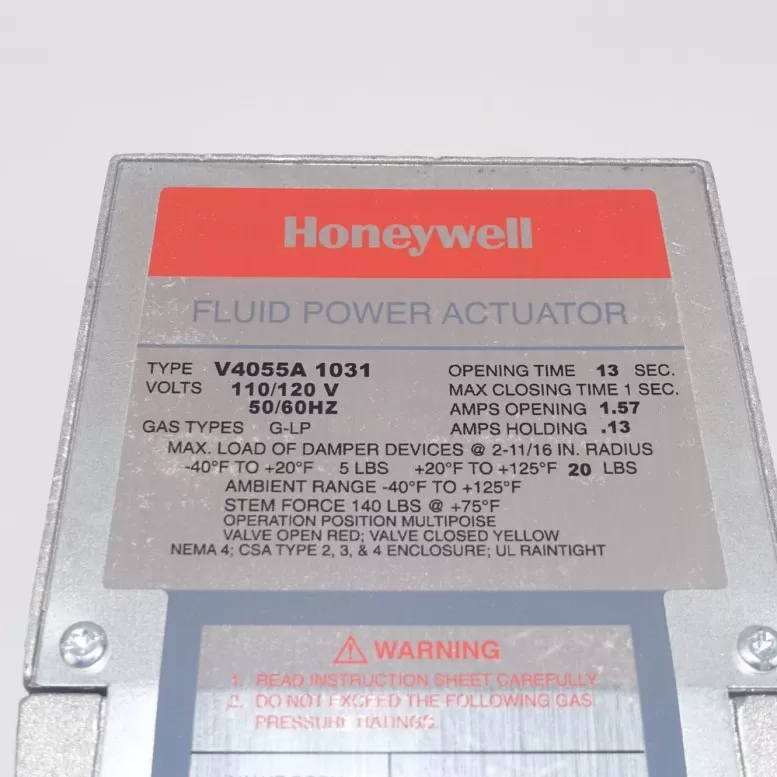 Honeywell
FLUID POWER ACTUATOR
TYPE V4055A 1031 OPENING TIME 13 SEC.
VOLTS 110/120 V MAX CLOSING TIME 1 SEC.
50/60HZ AMPS OPENING 1.57
GAS TYPES G-LP AMPS HOLDING .13
MAX. LOAD OF DAMPER DEVICES @ 2-11/16 IN. RADIUS
-40°F TO +20°F 5 LBS +20°F TO +125°F 20 LBS
AMBIENT RANGE -40°F TO +125°F
STEM FORCE 140 LBS @ +75°F
OPERATION POSITION MULTIPOISE
VALVE OPEN RED; VALVE CLOSED YELLOW
NEMA 4; CSA TYPE 2, 3, & 4 ENCLOSURE; UL RAINTIGHT
WARNING
1. READ INSTRUCTION SHEET CAREFULLY.
2. DO NOT EXCEED THE FOLLOWING GAS
PRESSURE RATINGS.